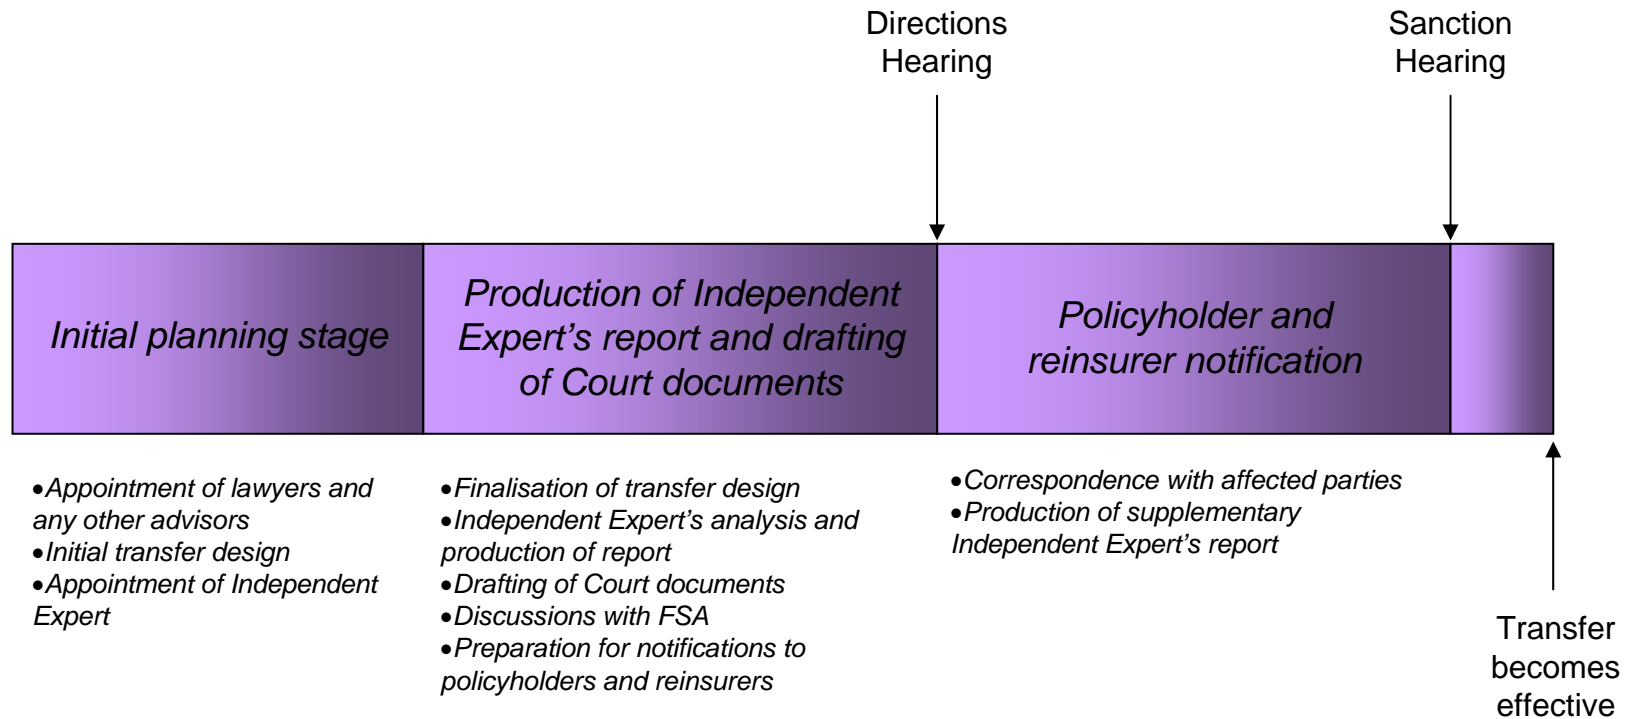 Directions
Hearing
Sanction
Hearing
Initial planning stage
Production of Independent
Expert’s report and drafting
of Court documents
Policyholder and
reinsurer notification
•Appointment of lawyers and
any other advisors
•Initial transfer design
•Appointment of Independent
Expert
•Finalisation of transfer design
•Independent Expert’s analysis and
production of report
•Drafting of Court documents
•Discussions with FSA
•Preparation for notifications to
policyholders and reinsurers
•Correspondence with affected parties
•Production of supplementary
Independent Expert’s report
Transfer
becomes
effective